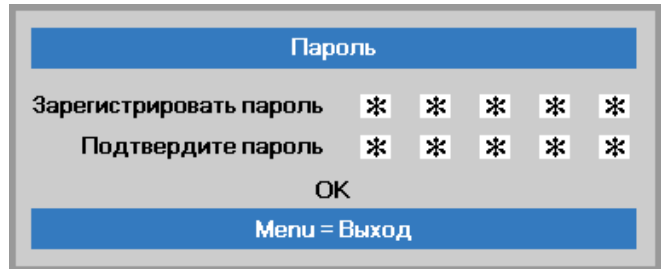 Пароль
Зарегистрировать пароль * * * * *
Подтвердите пароль * * * * *
OK
Menu = Выход